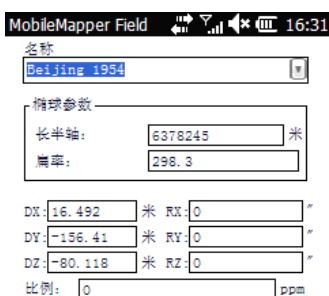 MobileMapper Field 16:31
名称
Beijing 1954
椭球参数
长半轴: 6378245 米
扁率: 298.3
DX: 16.492 米 RX: 0 ″
DY: -156.41 米 RY: 0 ″
DZ: -80.118 米 RZ: 0 ″
比例: 0 ppm